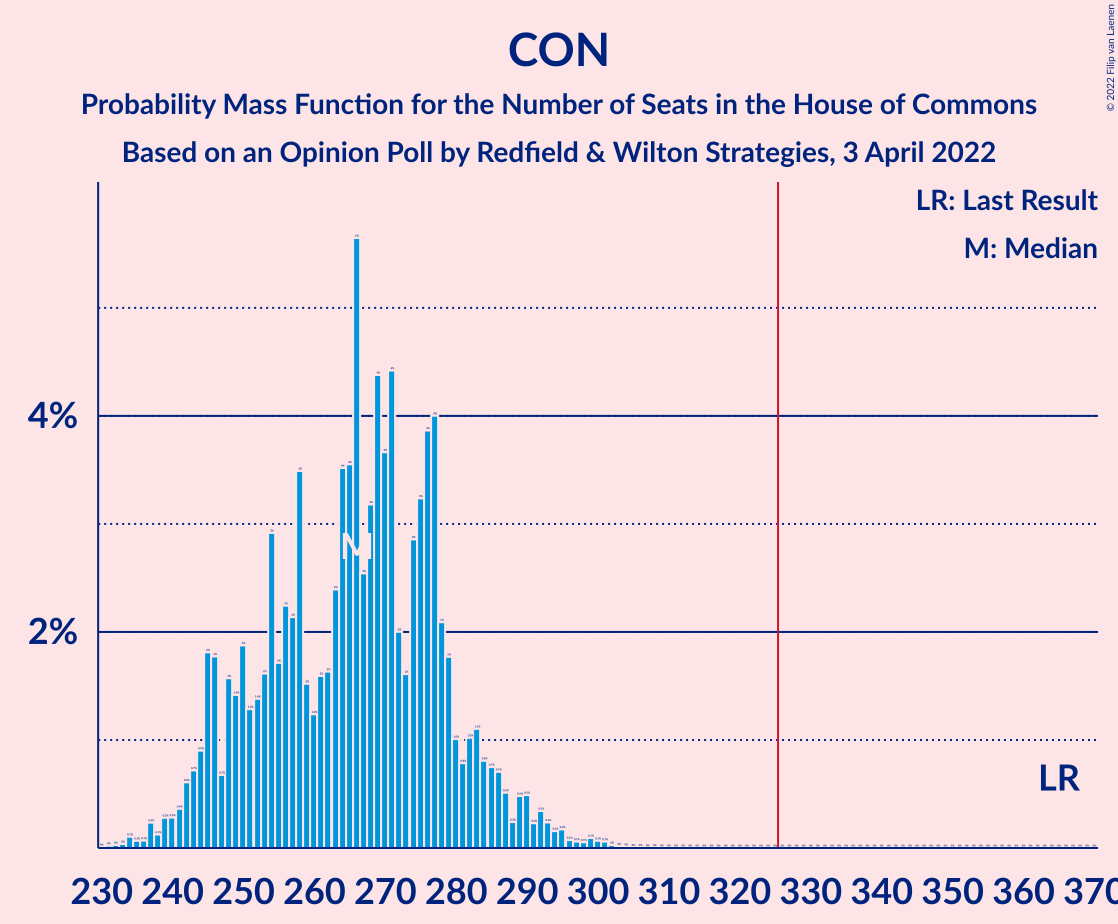 CON
Probability Mass Function for the Number of Seats in the House of Commons
Based on an Opinion Poll by Redfield & Wilton Strategies, 3 April 2022
© 2022 Filip van Laenen
LR: Last Result
M: Median
4%
2%
M
LR
230 240 250 260 270 280 290 300 310 320 330 340 350 360 370